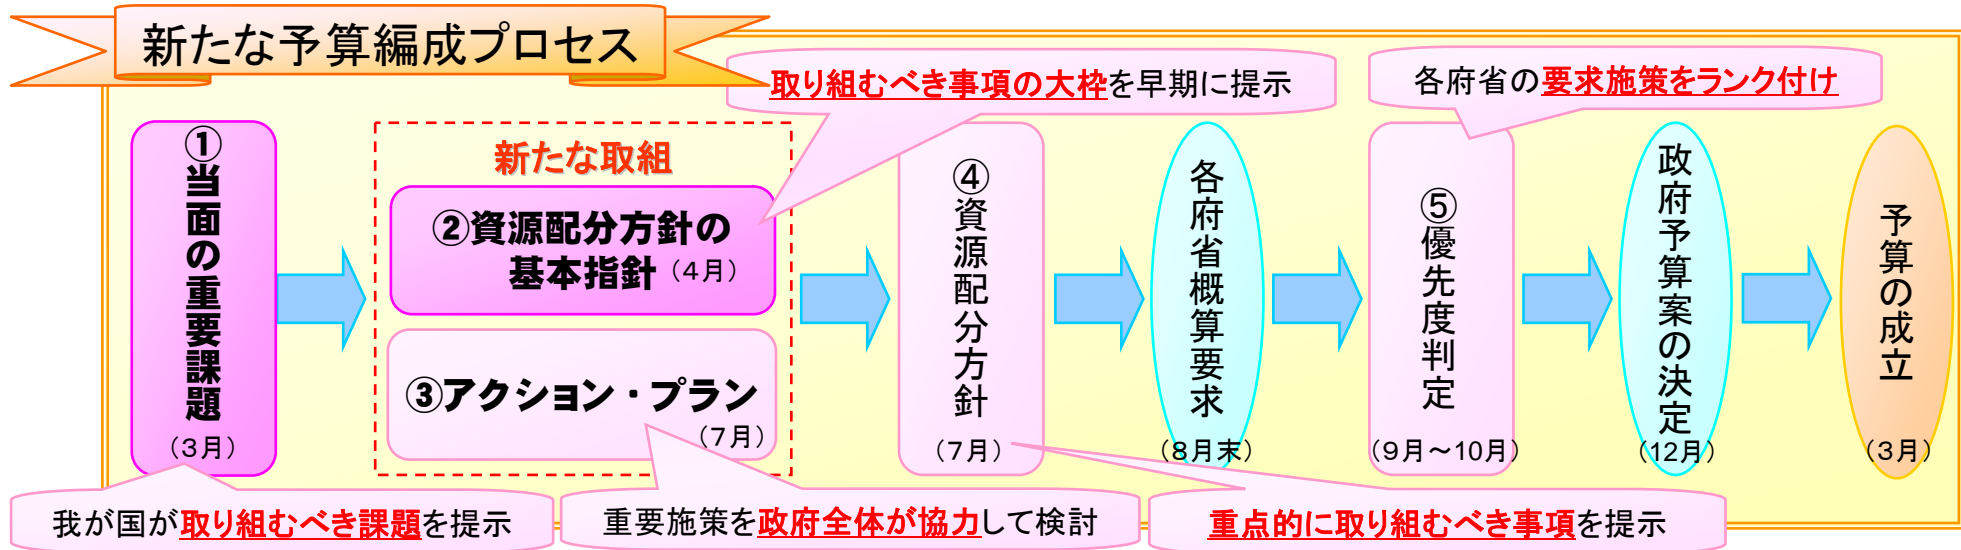 新たな予算編成プロセス
取り組むべき事項の大枠を早期に提示
各府省の要求施策をランク付け
①当面の重要課題
（3月）
新たな取組
②資源配分方針の
基本指針（4月）
③アクション・プラン
（7月）
④資源配分方針
（7月）
各府省概算要求
（8月末）
⑤優先度判定
（9月～10月）
政府予算案の決定
（12月）
予算の成立
（3月）
我が国が取り組むべき課題を提示
重要施策を政府全体が協力して検討
重点的に取り組むべき事項を提示